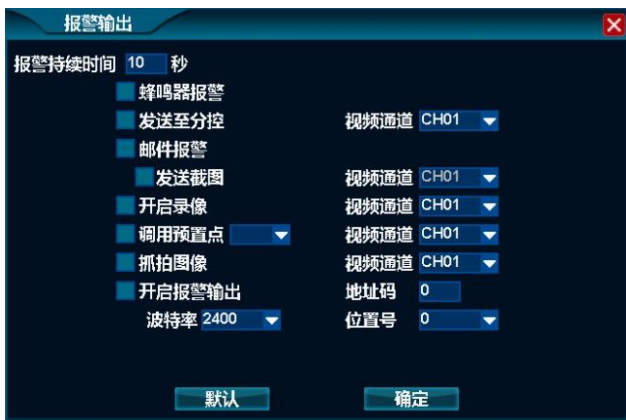 报警输出
报警持续时间 10 秒
蜂鸣器报警
发送至分控 视频通道 CH01
邮件报警
发送截图 视频通道 CH01
开启录像 视频通道 CH01
调用预置点 视频通道 CH01
抓拍图像 视频通道 CH01
开启报警输出 地址码 0
波特率 2400 位置号 0
默认 确定